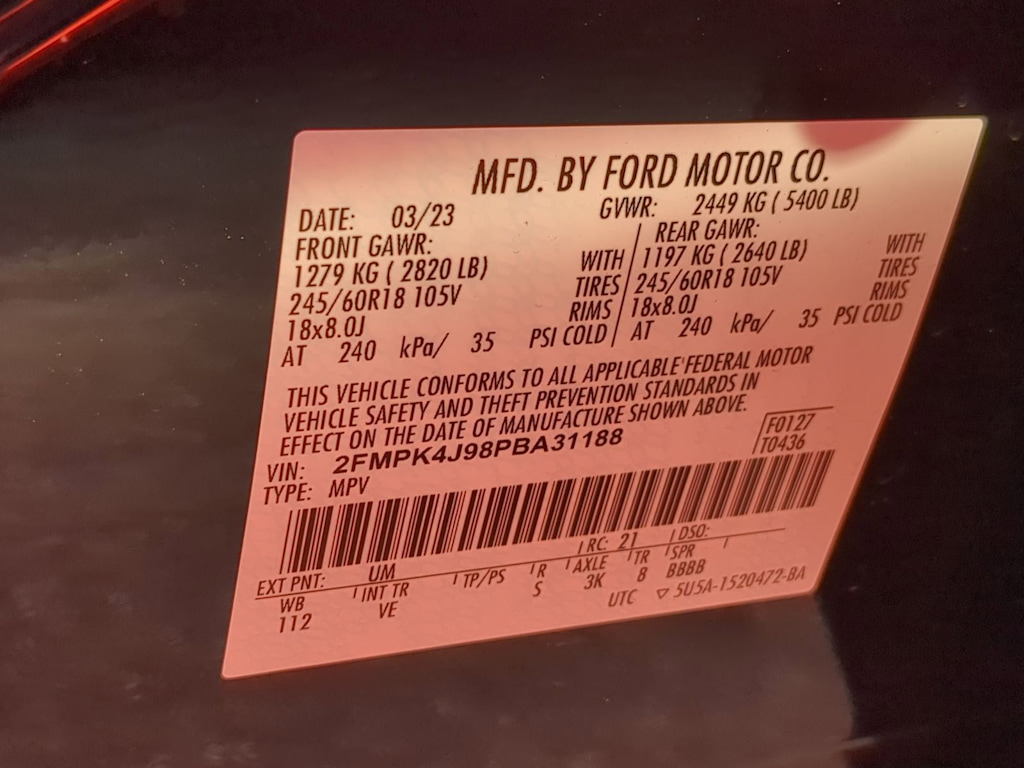 MFD. BY FORD MOTOR CO.
DATE: 03/23 GVWR: 2449 KG ( 5400 LB)
FRONT GAWR: REAR GAWR:
1279 KG ( 2820 LB) WITH 1197 KG ( 2640 LB) WITH
245/60R18 105V TIRES 245/60R18 105V TIRES
18x8.0J RIMS 18x8.0J RIMS
AT 240 kPa/ 35 PSI COLD AT 240 kPa/ 35 PSI COLD
THIS VEHICLE CONFORMS TO ALL APPLICABLE FEDERAL MOTOR
VEHICLE SAFETY AND THEFT PREVENTION STANDARDS IN
EFFECT ON THE DATE OF MANUFACTURE SHOWN ABOVE.
VIN: 2FMPK4J98PBA31188 F0127
TYPE: MPV T0436
EXT PNT: UM RC: 21 DSO:
WB INT TR TP/PS R AXLE TR SPR
112 VE S 3K 8 BBBB
UTC ▽ 5U5A-1520472-BA